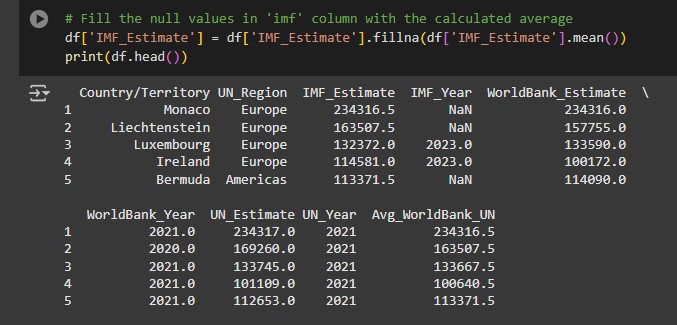 # Fill the null values in 'imf' column with the calculated average
df['IMF_Estimate'] = df['IMF_Estimate'].fillna(df['IMF_Estimate'].mean())
print(df.head())
Country/Territory UN_Region IMF_Estimate IMF_Year WorldBank_Estimate \
1 Monaco Europe 234316.5 NaN 234316.0
2 Liechtenstein Europe 163507.5 NaN 157755.0
3 Luxembourg Europe 132372.0 2023.0 133590.0
4 Ireland Europe 114581.0 2023.0 100172.0
5 Bermuda Americas 113371.5 NaN 114090.0
WorldBank_Year UN_Estimate UN_Year Avg_WorldBank_UN
1 2021.0 234317.0 2021 234316.5
2 2020.0 169260.0 2021 163507.5
3 2021.0 133745.0 2021 133667.5
4 2021.0 101109.0 2021 100640.5
5 2021.0 112653.0 2021 113371.5